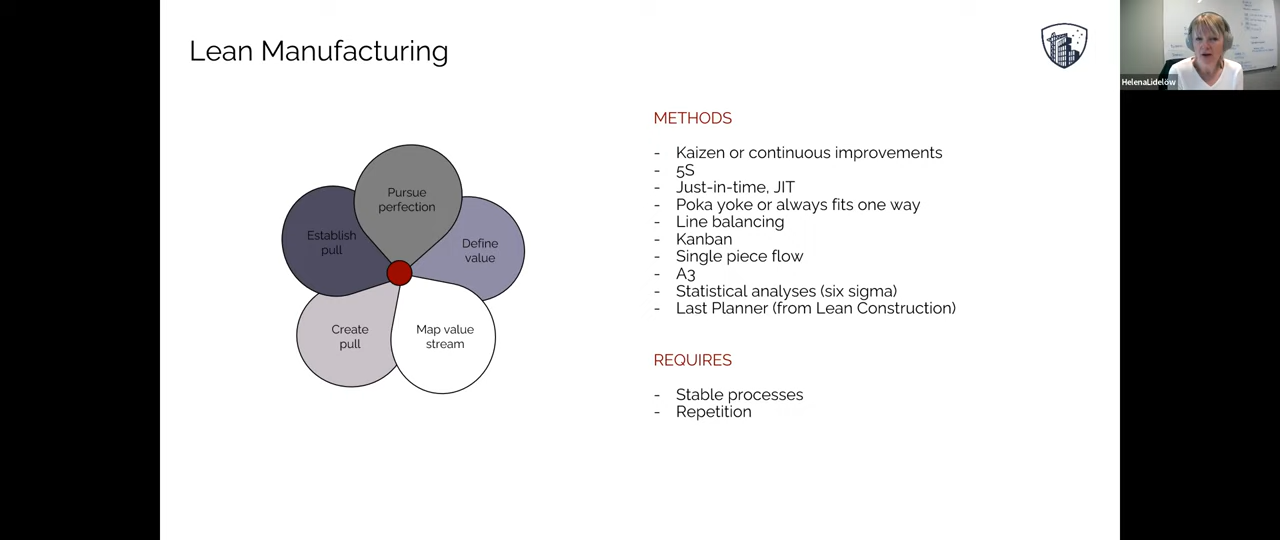 Lean Manufacturing
HelenaLidelöw
Pursue
perfection
Establish
pull
Define
value
Create
pull
Map value
stream
METHODS
- Kaizen or continuous improvements
- 5S
- Just-in-time, JIT
- Poka yoke or always fits one way
- Line balancing
- Kanban
- Single piece flow
- A3
- Statistical analyses (six sigma)
- Last Planner (from Lean Construction)
REQUIRES
- Stable processes
- Repetition